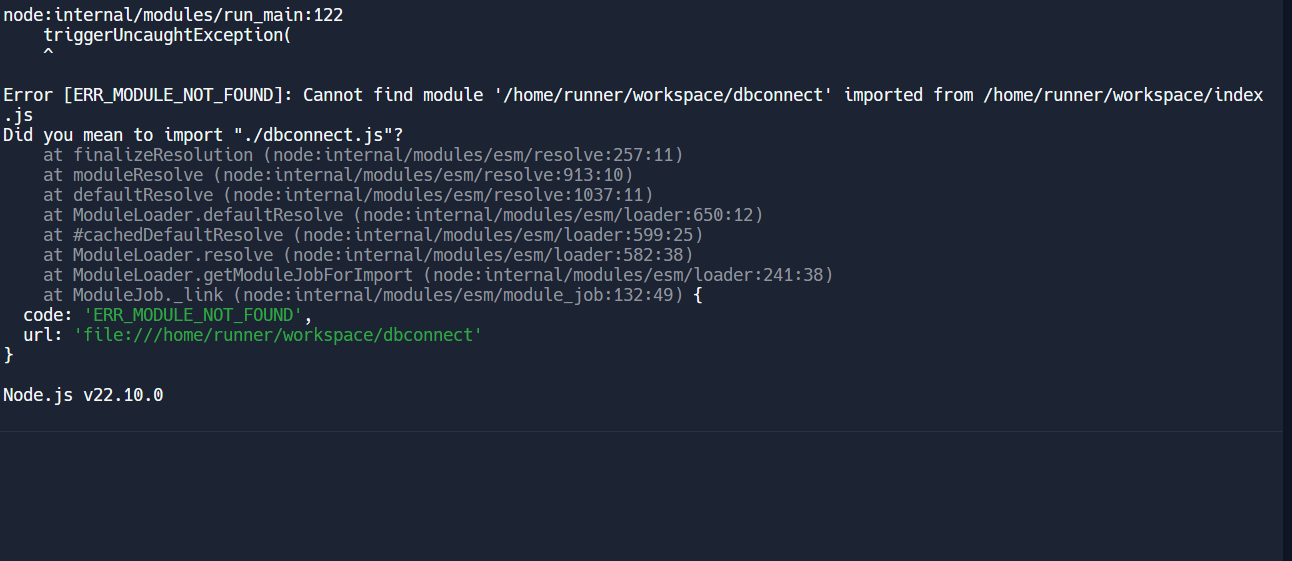 node:internal/modules/run_main:122
    triggerUncaughtException(
    ^

Error [ERR_MODULE_NOT_FOUND]: Cannot find module '/home/runner/workspace/dbconnect' imported from /home/runner/workspace/index
.js
Did you mean to import "./dbconnect.js"?
    at finalizeResolution (node:internal/modules/esm/resolve:257:11)
    at moduleResolve (node:internal/modules/esm/resolve:913:10)
    at defaultResolve (node:internal/modules/esm/resolve:1037:11)
    at ModuleLoader.defaultResolve (node:internal/modules/esm/loader:650:12)
    at #cachedDefaultResolve (node:internal/modules/esm/loader:599:25)
    at ModuleLoader.resolve (node:internal/modules/esm/loader:582:38)
    at ModuleLoader.getModuleJobForImport (node:internal/modules/esm/loader:241:38)
    at ModuleJob._link (node:internal/modules/esm/module_job:132:49) {
  code: 'ERR_MODULE_NOT_FOUND',
  url: 'file:///home/runner/workspace/dbconnect'
}

Node.js v22.10.0